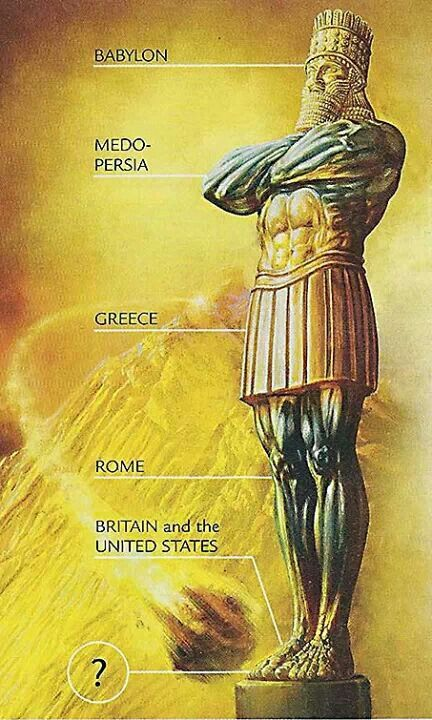 BABYLON
MEDO-
PERSIA
GREECE
ROME
BRITAIN and the
UNITED STATES
?